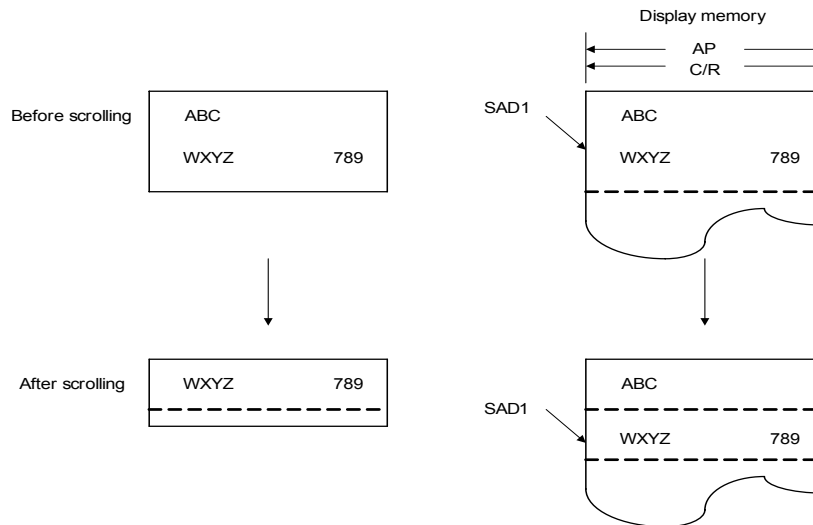 Display memory
AP
C/R
Before scrolling
ABC
WXYZ 789
SAD1
ABC
WXYZ 789
After scrolling
WXYZ 789
SAD1
ABC
WXYZ 789